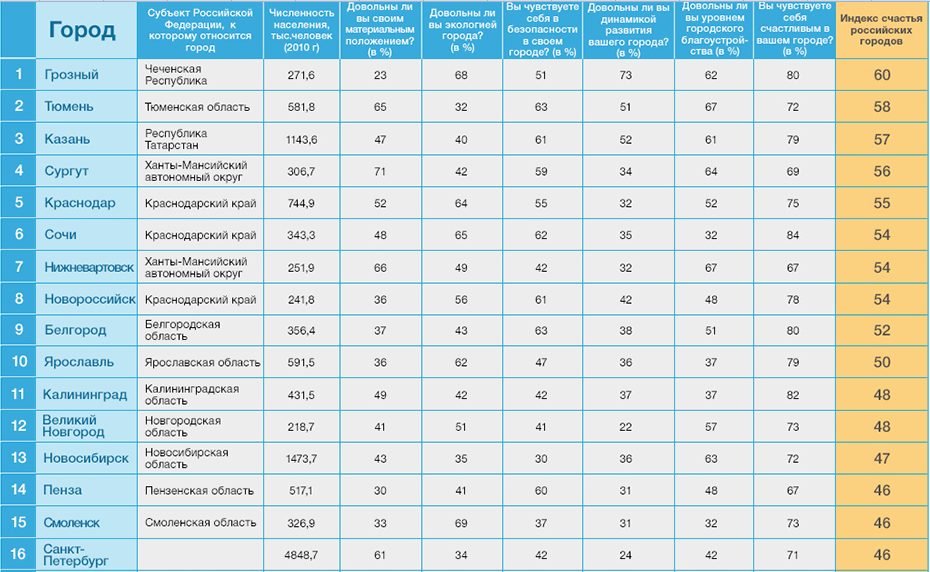 Город
Субъект Российской
Федерации, к
которому относится
город
Численность
населения,
тыс.человек
(2010 г)
Довольны ли
вы своим
материальным
положением?
(в %)
Довольны ли
вы экологией
города?
(в %)
Вы чувствуете
себя в
безопасности
в своем
городе? (в %)
Довольны ли вы
динамикой
развития
вашего города?
(в %)
Довольны ли
вы уровнем
городского
благоустрой-
ства (в %)
Вы чувствуете
себя
счастливым в
вашем городе?
(в %)
Индекс счастья
российских
городов
1 Грозный Чеченская
Республика 271,6 23 68 51 73 62 80 60
2 Тюмень Тюменская область 581,8 65 32 63 51 67 72 58
3 Казань Республика
Татарстан 1143,6 47 40 61 52 61 79 57
4 Сургут Ханты-Мансийский
автономный округ 306,7 71 42 59 34 64 69 56
5 Краснодар Краснодарский край 744,9 52 64 55 32 52 75 55
6 Сочи Краснодарский край 343,3 48 65 62 35 32 84 54
7 Нижневартовск Ханты-Мансийский
автономный округ 251,9 66 49 42 32 67 67 54
8 Новороссийск Краснодарский край 241,8 36 56 61 42 48 78 54
9 Белгород Белгородская
область 356,4 37 43 63 38 51 80 52
10 Ярославль Ярославская область 591,5 36 62 47 36 37 79 50
11 Калининград Калининградская
область 431,5 49 42 42 37 37 82 48
12 Великий
Новгород Новгородская
область 218,7 41 51 41 22 57 73 48
13 Новосибирск Новосибирская
область 1473,7 43 35 30 36 63 72 47
14 Пенза Пензенская область 517,1 30 41 60 31 48 67 46
15 Смоленск Смоленская область 326,9 33 69 37 31 32 73 46
16 Санкт-
Петербург 4848,7 61 34 42 24 42 71 46